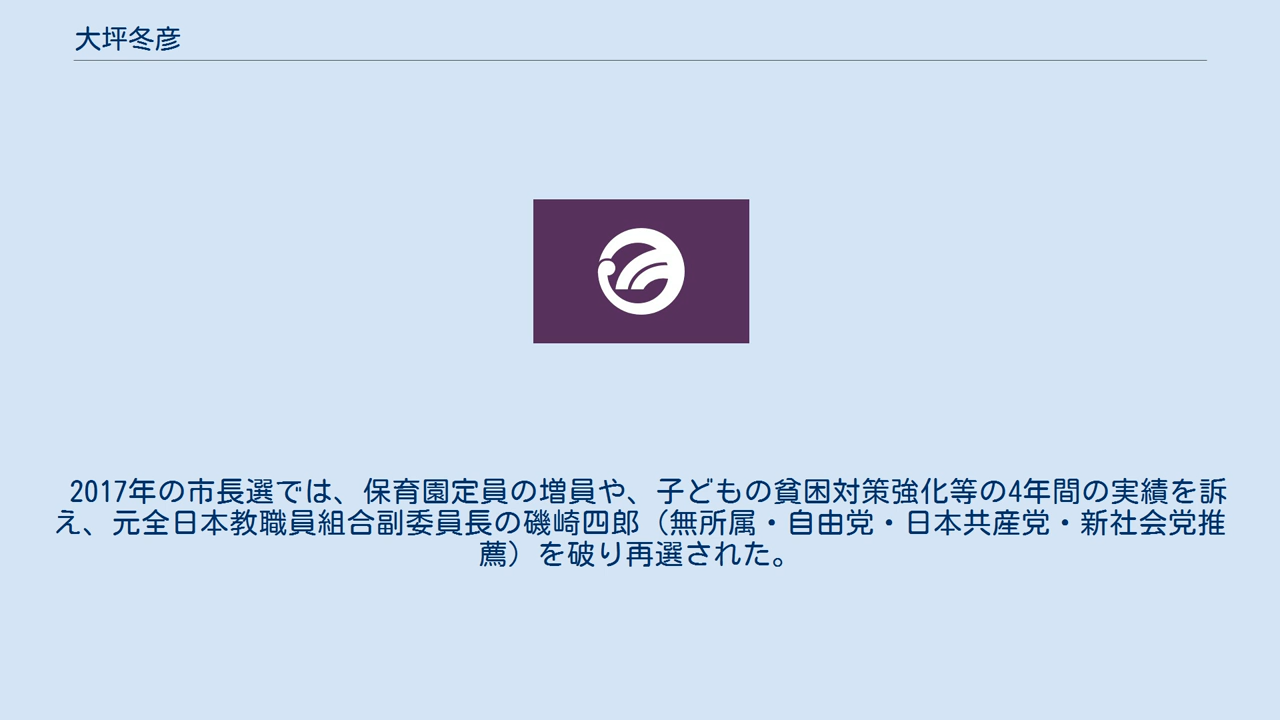 大坪冬彦
2017年の市長選では、保育園定員の増員や、子どもの貧困対策強化等の4年間の実績を訴
え、元全日本教職員組合副委員長の磯崎四郎（無所属・自由党・日本共産党・新社会党推
薦）を破り再選された。